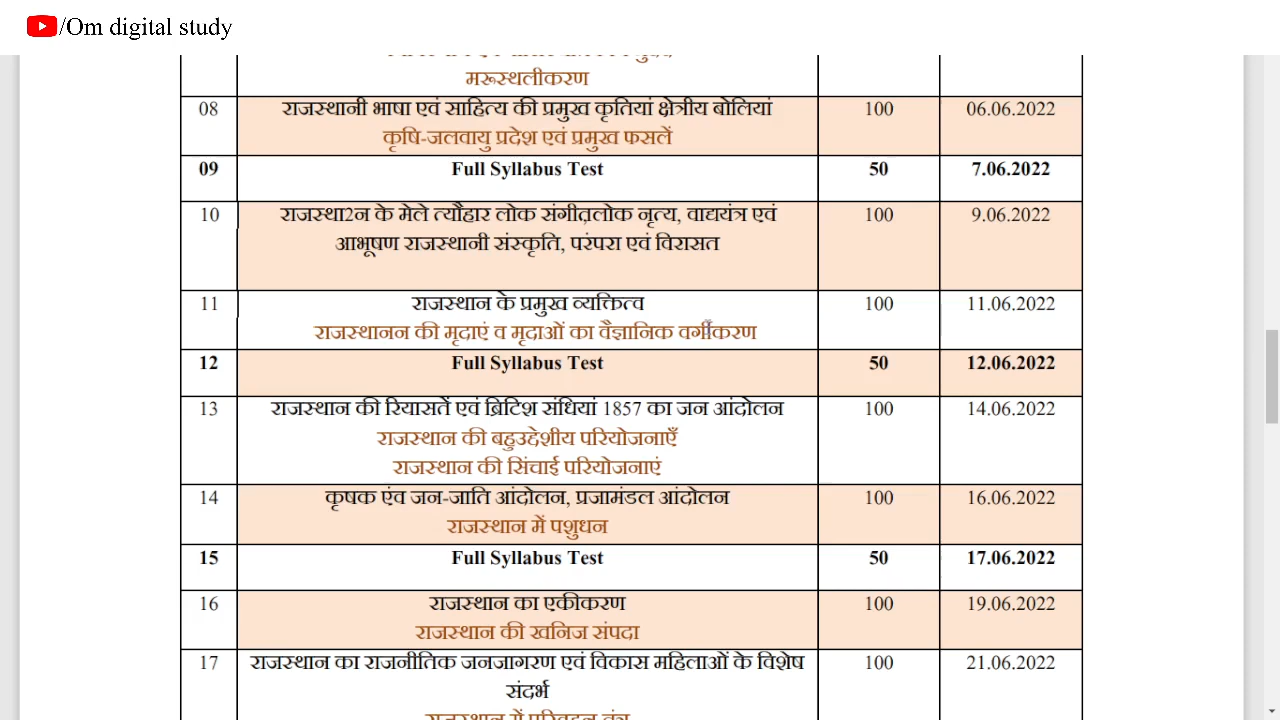 /Om digital study
मरूस्थलीकरण
08 राजस्थानी भाषा एवं साहित्य की प्रमुख कृतियां क्षेत्रीय बोलियां 100 06.06.2022
कृषि-जलवायु प्रदेश एवं प्रमुख फसलें
09 Full Syllabus Test 50 7.06.2022
10 राजस्था2न के मेले त्यौहार लोक संगीत,लोक नृत्य, वाद्ययंत्र एवं 100 9.06.2022
आभूषण राजस्थानी संस्कृति, परंपरा एवं विरासत
11 राजस्थान के प्रमुख व्यक्तित्व 100 11.06.2022
राजस्थानन की मृदाएं व मृदाओं का वैज्ञानिक वर्गीकरण
12 Full Syllabus Test 50 12.06.2022
13 राजस्थान की रियासतें एवं ब्रिटिश संधियां 1857 का जन आंदोलन 100 14.06.2022
राजस्थान की बहुउद्देशीय परियोजनाएँ
राजस्थान की सिंचाई परियोजनाएं
14 कृषक एंव जन-जाति आंदोलन, प्रजामंडल आंदोलन 100 16.06.2022
राजस्थान में पशुधन
15 Full Syllabus Test 50 17.06.2022
16 राजस्थान का एकीकरण 100 19.06.2022
राजस्थान की खनिज संपदा
17 राजस्थान का राजनीतिक जनजागरण एवं विकास महिलाओं के विशेष 100 21.06.2022
संदर्भ